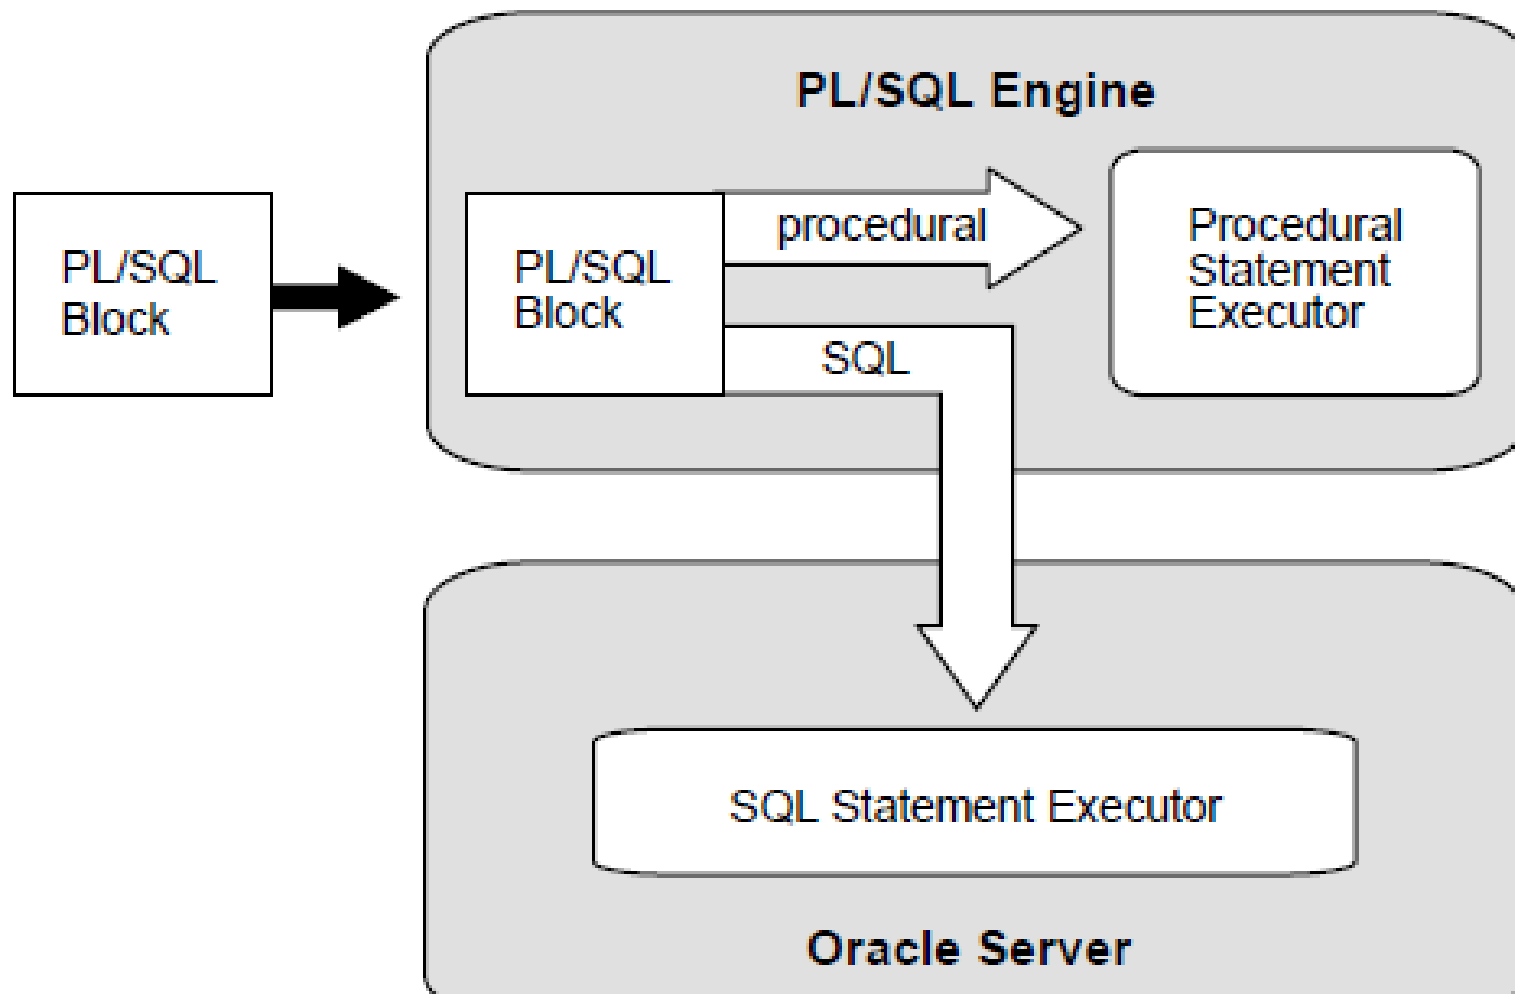 PL/SQL Engine
PL/SQL
Block
PL/SQL
Block
procedural
SQL
Procedural
Statement
Executor
SQL Statement Executor
Oracle Server